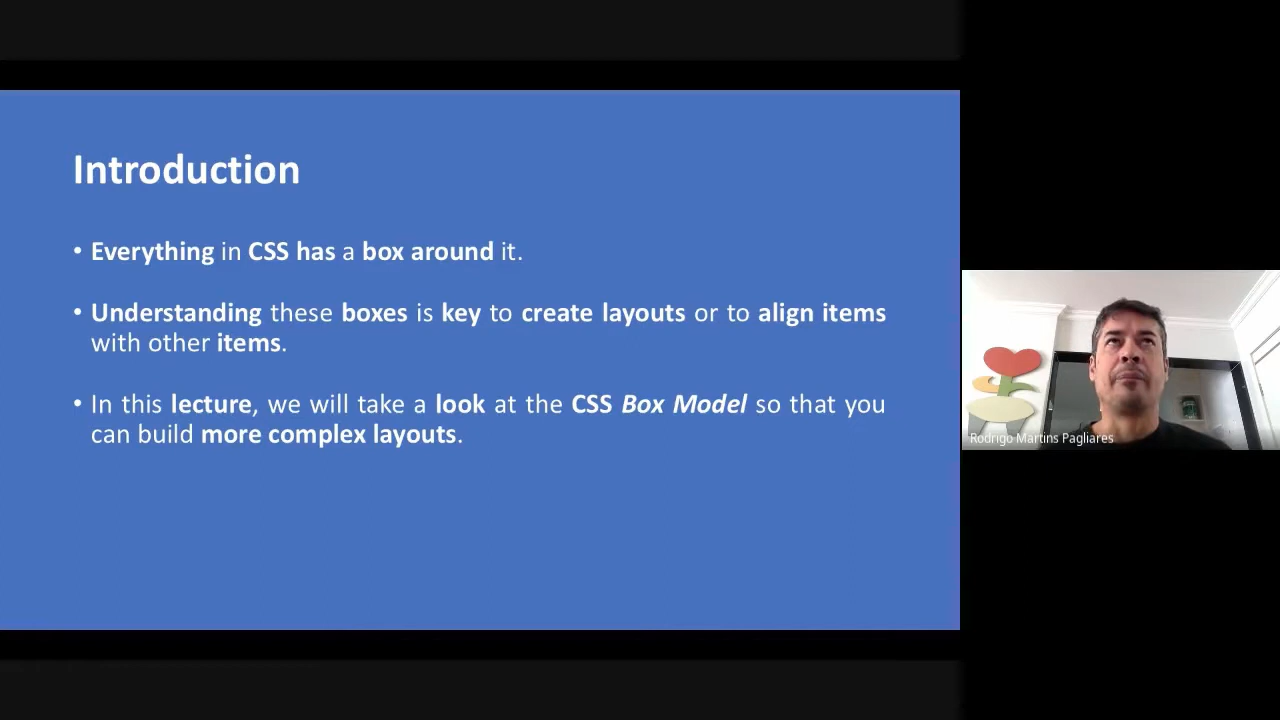 Introduction
• Everything in CSS has a box around it.
• Understanding these boxes is key to create layouts or to align items
with other items.
• In this lecture, we will take a look at the CSS Box Model so that you
can build more complex layouts.
Rodrigo Martins Pagliares